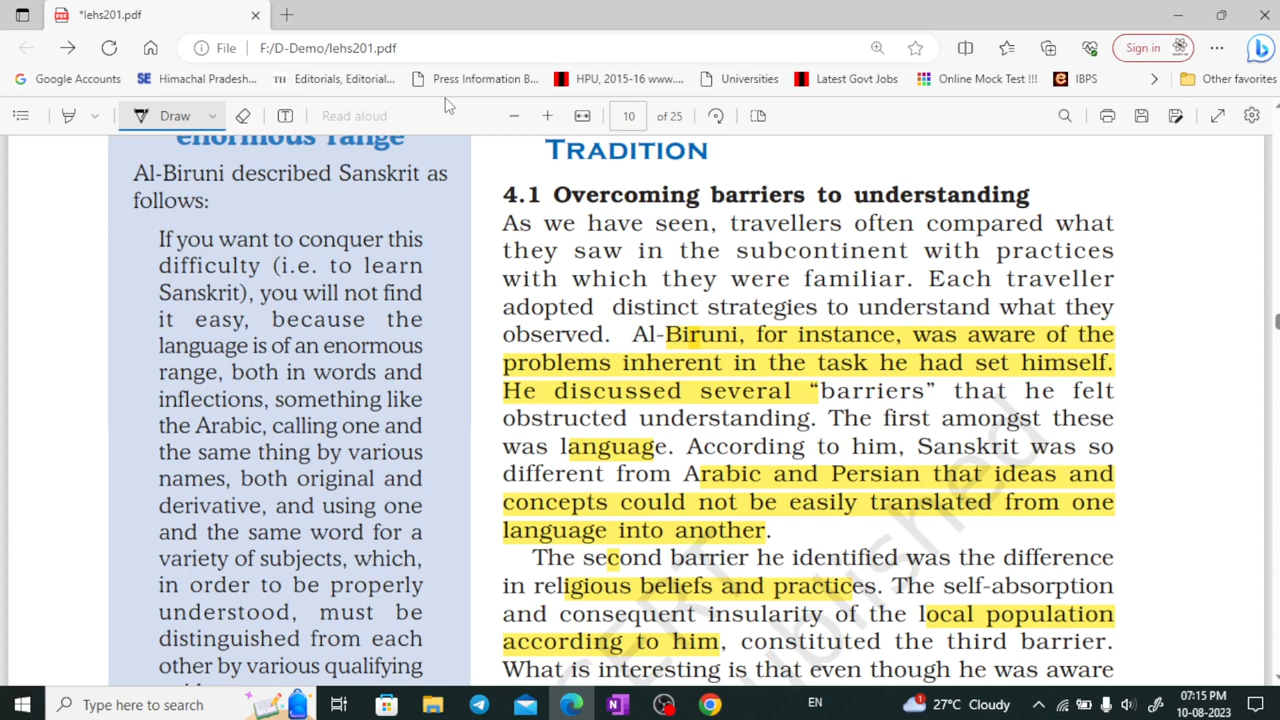 *lehs201.pdf
File
F:/D-Demo/lehs201.pdf
Sign in
Google Accounts
SE Himachal Pradesh...
TH Editorials, Editorial...
Press Information B...
HPU, 2015-16 www....
Universities
Latest Govt Jobs
Online Mock Test !!!
IBPS
Other favorites
Draw
Read aloud
10 of 25
enormous range
Al-Biruni described Sanskrit as
follows:
If you want to conquer this
difficulty (i.e. to learn
Sanskrit), you will not find
it easy, because the
language is of an enormous
range, both in words and
inflections, something like
the Arabic, calling one and
the same thing by various
names, both original and
derivative, and using one
and the same word for a
variety of subjects, which,
in order to be properly
understood, must be
distinguished from each
other by various qualifying
TRADITION
4.1 Overcoming barriers to understanding
As we have seen, travellers often compared what
they saw in the subcontinent with practices
with which they were familiar. Each traveller
adopted distinct strategies to understand what they
observed. Al-Biruni, for instance, was aware of the
problems inherent in the task he had set himself.
He discussed several “barriers” that he felt
obstructed understanding. The first amongst these
was language. According to him, Sanskrit was so
different from Arabic and Persian that ideas and
concepts could not be easily translated from one
language into another.
The second barrier he identified was the difference
in religious beliefs and practices. The self-absorption
and consequent insularity of the local population
according to him, constituted the third barrier.
What is interesting is that even though he was aware
Type here to search
EN
1
27°C Cloudy
07:15 PM
10-08-2023